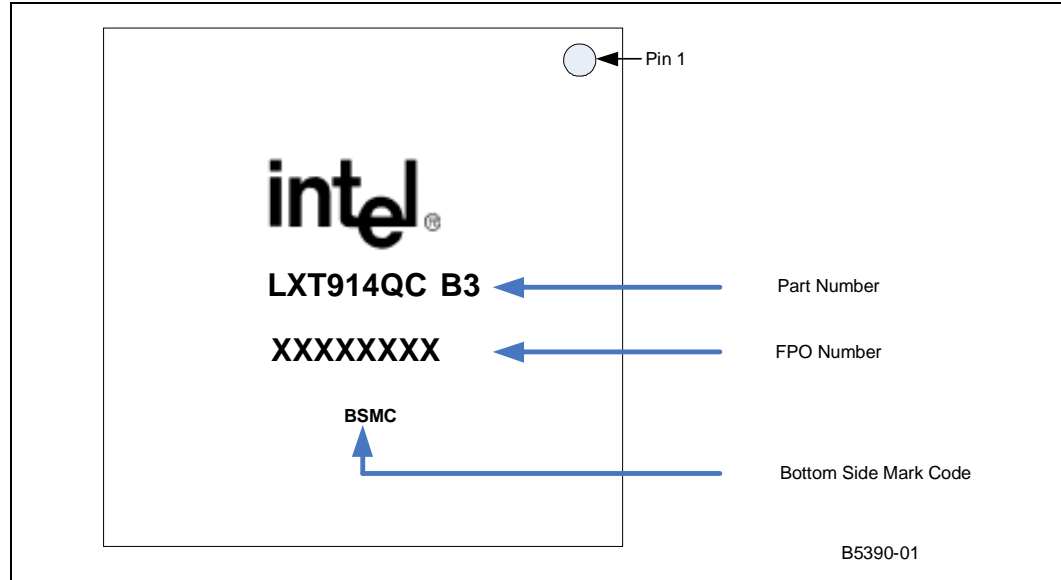 Pin 1
intel®
LXT914QC B3
Part Number
XXXXXXXX
FPO Number
BSMC
Bottom Side Mark Code
B5390-01